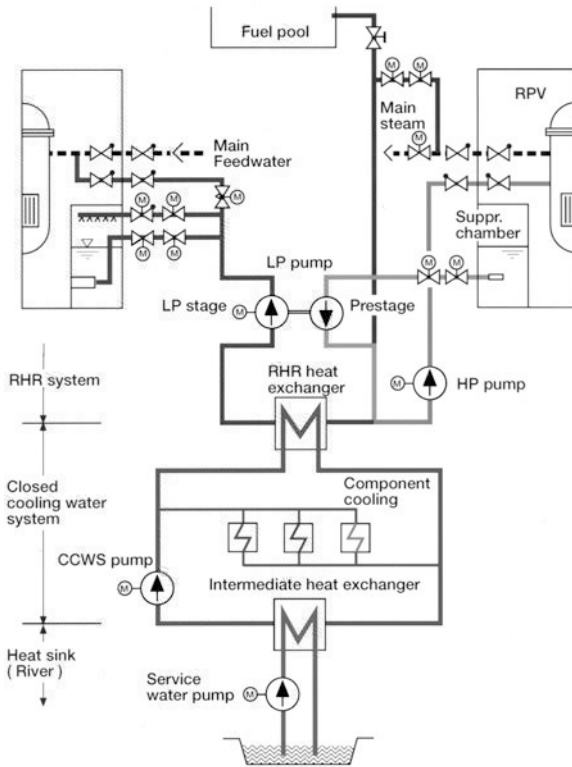 Fuel pool
M
M
Main
steam
RPV
M
Main
Feedwater
M
M
M
Suppr.
chamber
M
M
LP pump
M
M
LP stage
M
Prestage
RHR system
RHR heat
exchanger
M
HP pump
Closed
cooling water
system
Component
cooling
CCWS pump
M
Intermediate heat exchanger
Heat sink
( River )
Service
water pump
M